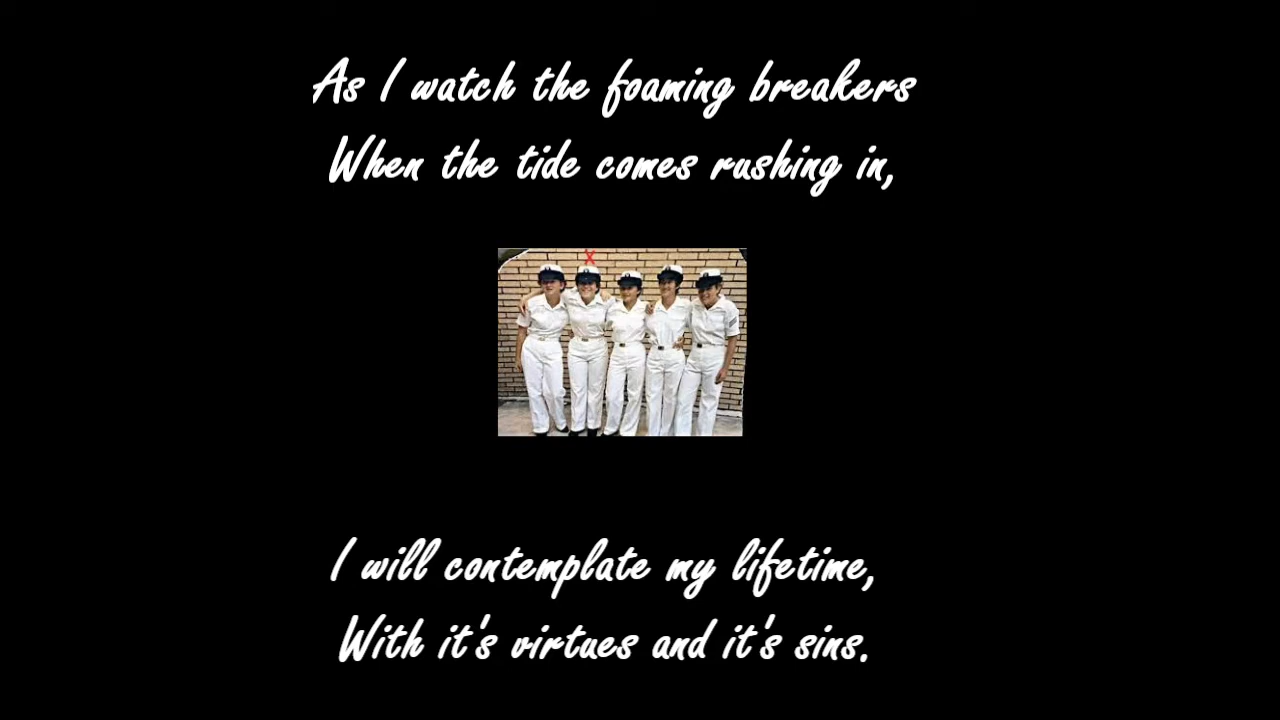 As I watch the foaming breakers
When the tide comes rushing in,
X
I will contemplate my lifetime,
With it's virtues and it's sins.